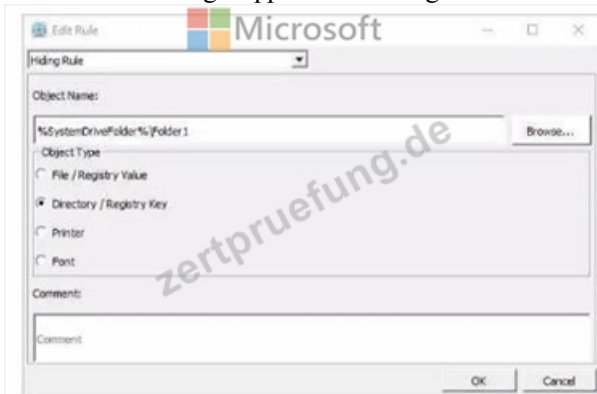 Edit Rule
Microsoft
Hiding Rule
Object Name:
%SystemDriveFolder%\Folder1
Browse...
Object Type
File / Registry Value
Directory / Registry Key
Printer
Font
Comment:
Comment
OK
Cancel
zertpruefung.de